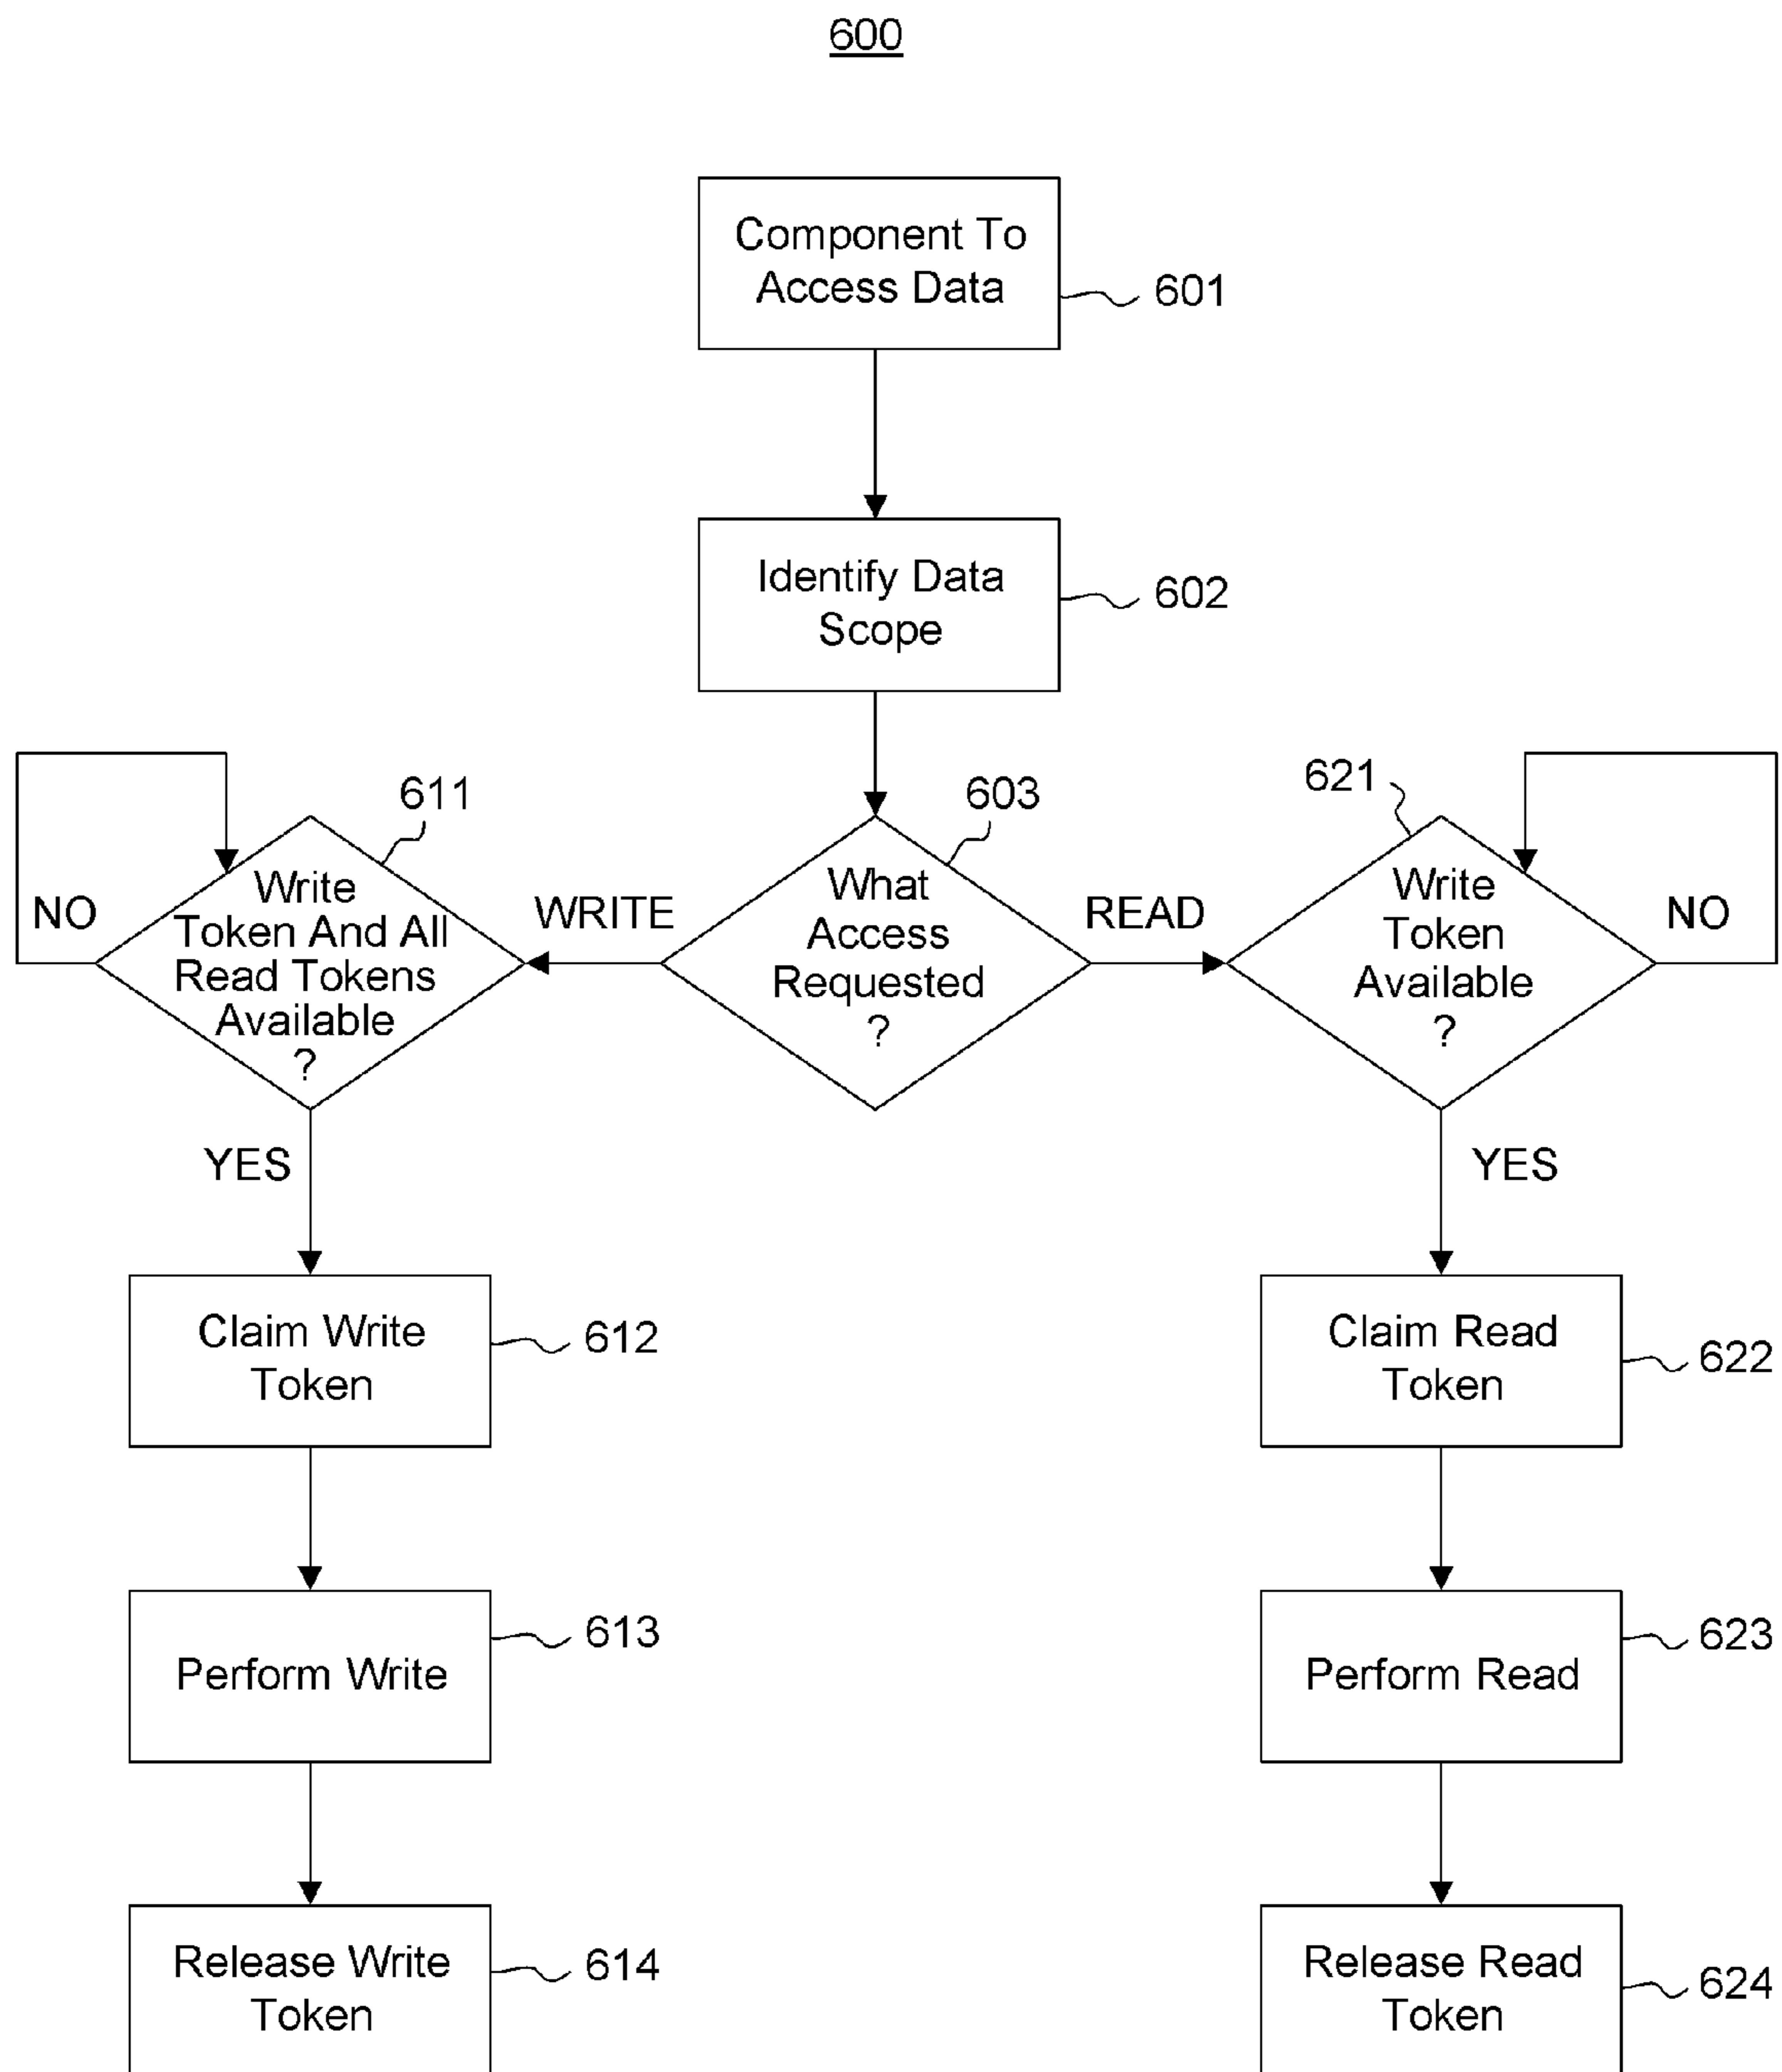 600
Component To
Access Data
601
Identify Data
Scope
602
611
603
621
Write
Token And All
Read Tokens
Available
?
NO
WRITE
What
Access
Requested
?
READ
Write
Token
Available
?
NO
YES
YES
Claim Write
Token
612
Claim Read
Token
622
Perform Write
613
Perform Read
623
Release Write
Token
614
Release Read
Token
624